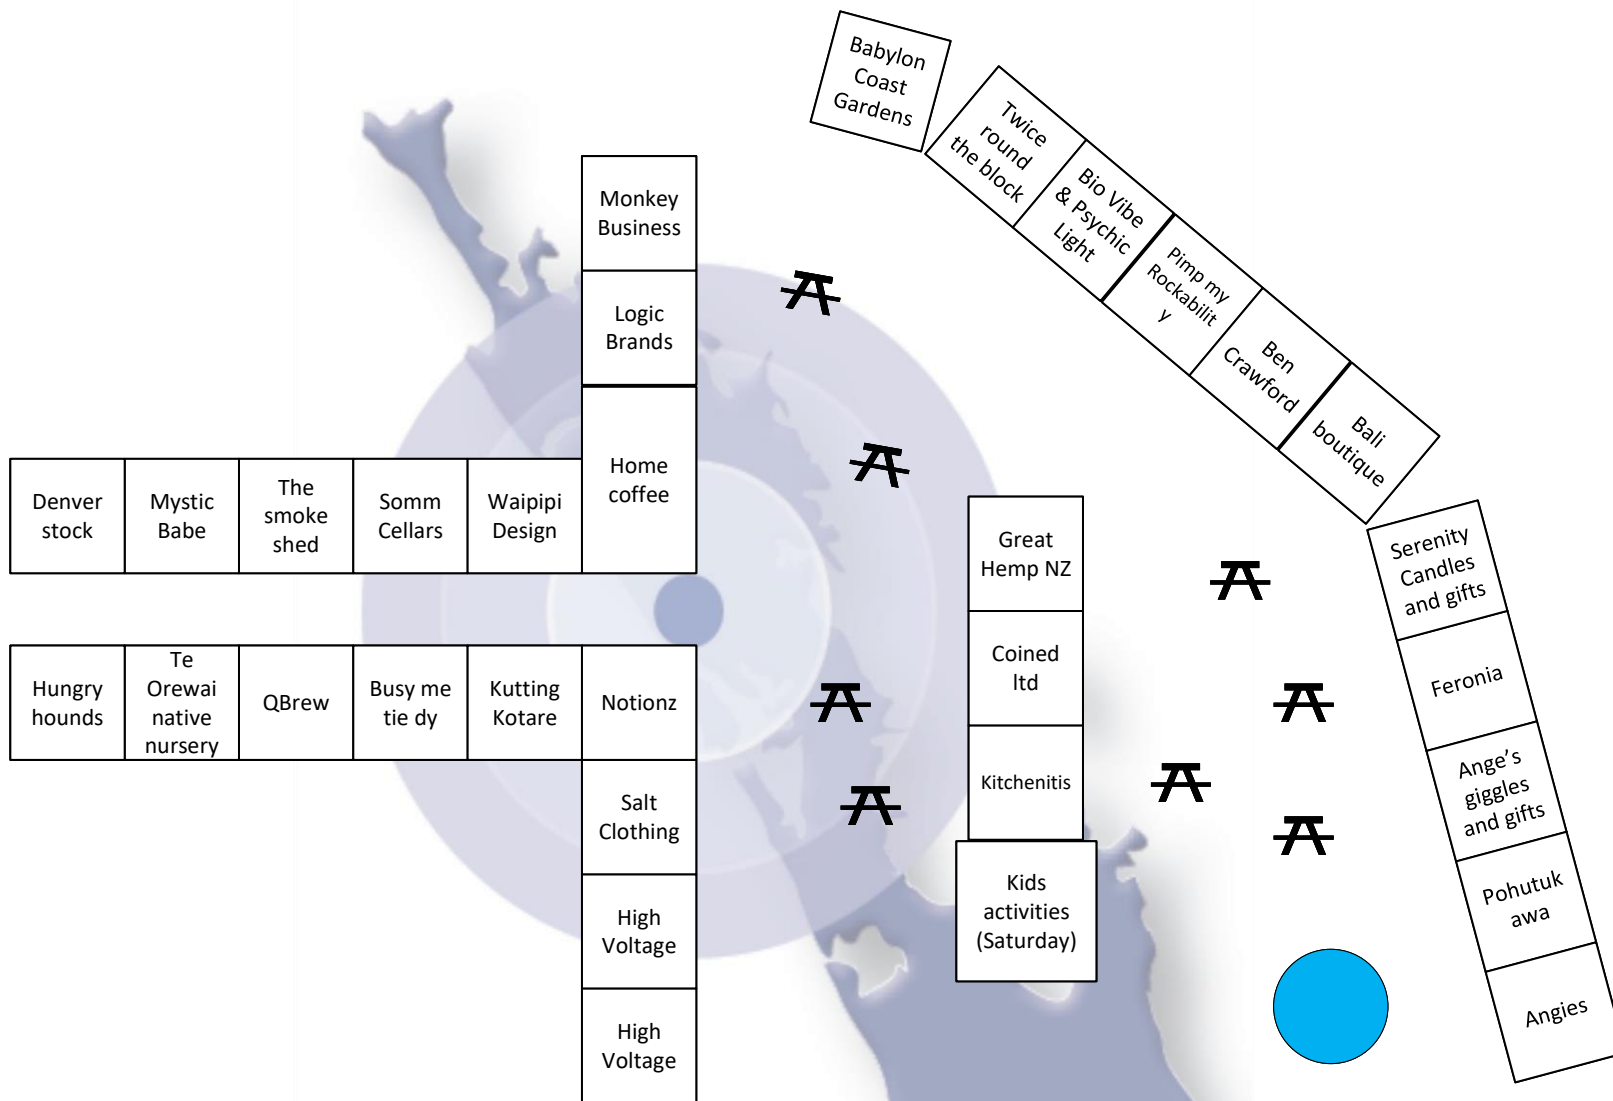 Babylon
Coast
Gardens
Twice
round
the block
Bio Vibe
& Psychic
Light
Pimp my
Rockabilit
y
Ben
Crawford
Bali
boutique
Monkey
Business
Logic
Brands
Home
coffee
Denver
stock
Mystic
Babe
The
smoke
shed
Somm
Cellars
Waipipi
Design
Great
Hemp NZ
Coined
ltd
Kitchenitis
Kids
activities
(Saturday)
Serenity
Candles
and gifts
Feronia
Ange’s
giggles
and gifts
Pohutuk
awa
Angies
Hungry
hounds
Te
Orewai
native
nursery
QBrew
Busy me
tie dy
Kutting
Kotare
Notionz
Salt
Clothing
High
Voltage
High
Voltage